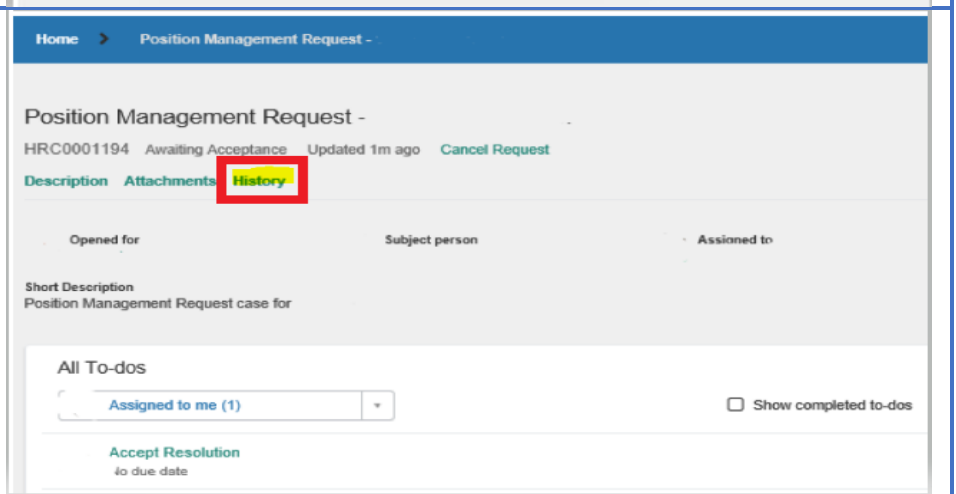 Home > Position Management Request -
Position Management Request -
HRC0001194 Awaiting Acceptance Updated 1m ago Cancel Request
Description Attachments History
Opened for Subject person Assigned to
Short Description
Position Management Request case for
All To-dos
Assigned to me (1) Show completed to-dos
Accept Resolution
No due date